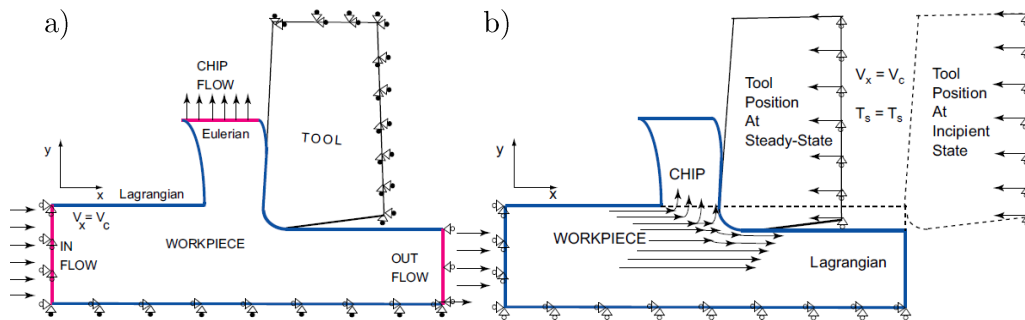 a)
CHIP
FLOW
Eulerian
TOOL
y
x
Lagrangian
Vx = Vc
IN
FLOW
WORKPIECE
OUT
FLOW
b)
Tool
Position
At
Steady-State
Vx = Vc
Ts = Ts
Tool
Position
At
Incipient
State
y
x
CHIP
WORKPIECE
Lagrangian